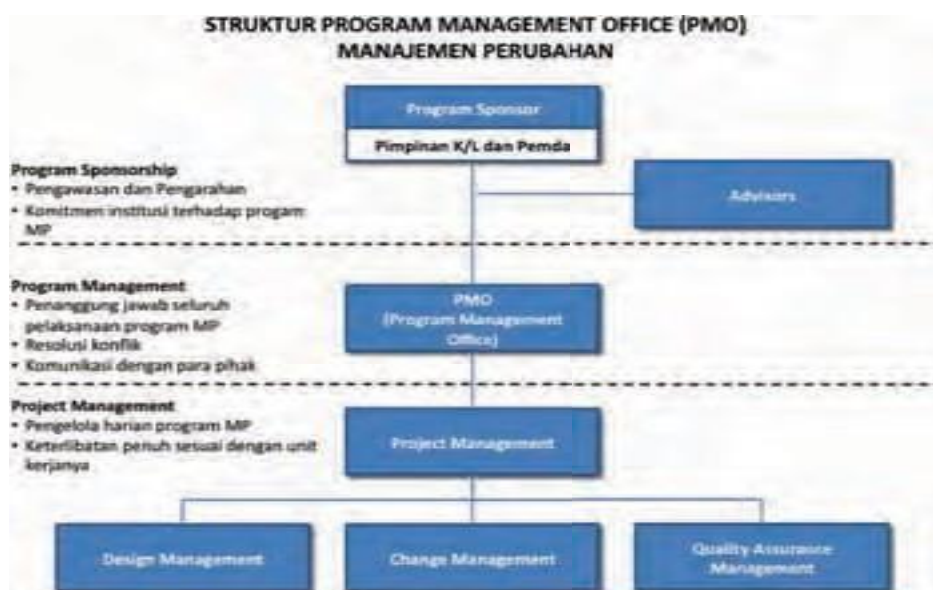 STRUKTUR PROGRAM MANAGEMENT OFFICE (PMO)
MANAJEMEN PERUBAHAN
Program Sponsor
Pimpinan K/L dan Pemda
Program Sponsorship
• Pengawasan dan Pengarahan
• Komitmen institusi terhadap progam
MP
Advisors
Program Management
• Penanggung jawab seluruh
pelaksanaan program MP
• Resolusi konflik
• Komunikasi dengan para pihak
PMO
(Program Management
Office)
Project Management
• Pengelola harian program MP
• Keterlibatan penuh sesuai dengan unit
kerjanya
Project Management
Design Management
Change Management
Quality Assurance
Management